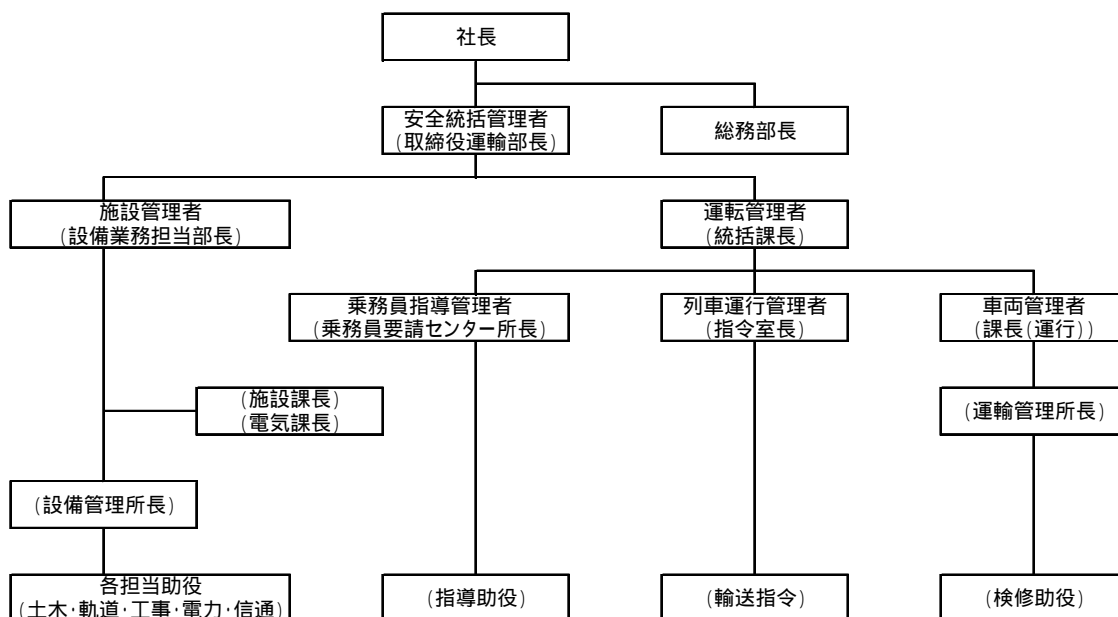 社長
安全統括管理者
(取締役運輸部長)
総務部長
施設管理者
(設備業務担当部長)
運転管理者
(統括課長)
乗務員指導管理者
(乗務員要請センター所長)
列車運行管理者
(指令室長)
車両管理者
(課長(運行))
(施設課長)
(電気課長)
(運輸管理所長)
(設備管理所長)
各担当助役
(土木・軌道・工事・電力・信通)
(指導助役)
(輸送指令)
(検修助役)